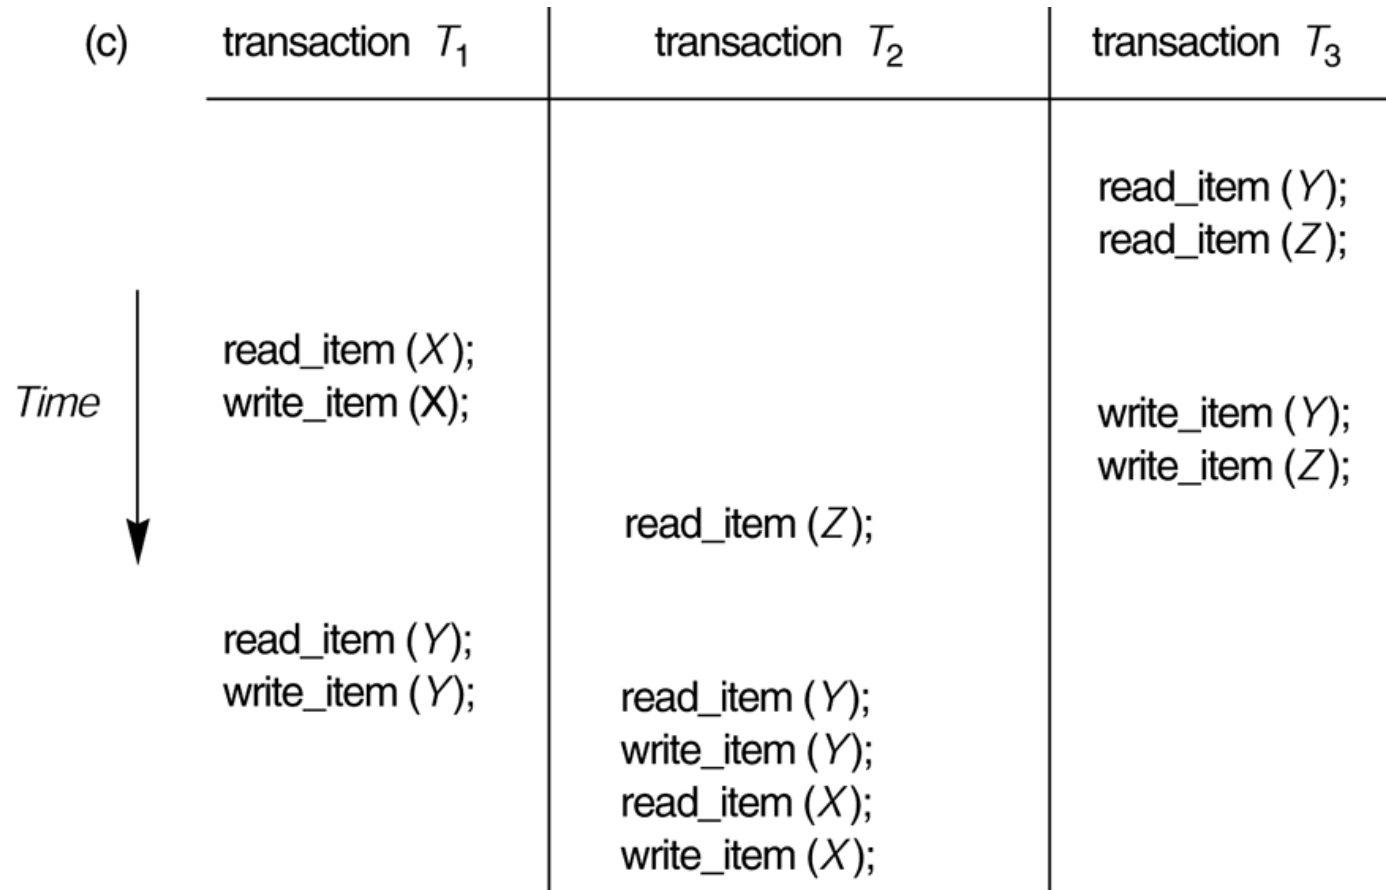 (c) transaction T1 transaction T2 transaction T3
read_item (Y);
read_item (Z);
read_item (X);
Time write_item (X); write_item (Y);
write_item (Z);
read_item (Z);
read_item (Y);
write_item (Y); read_item (Y);
write_item (Y);
read_item (X);
write_item (X);